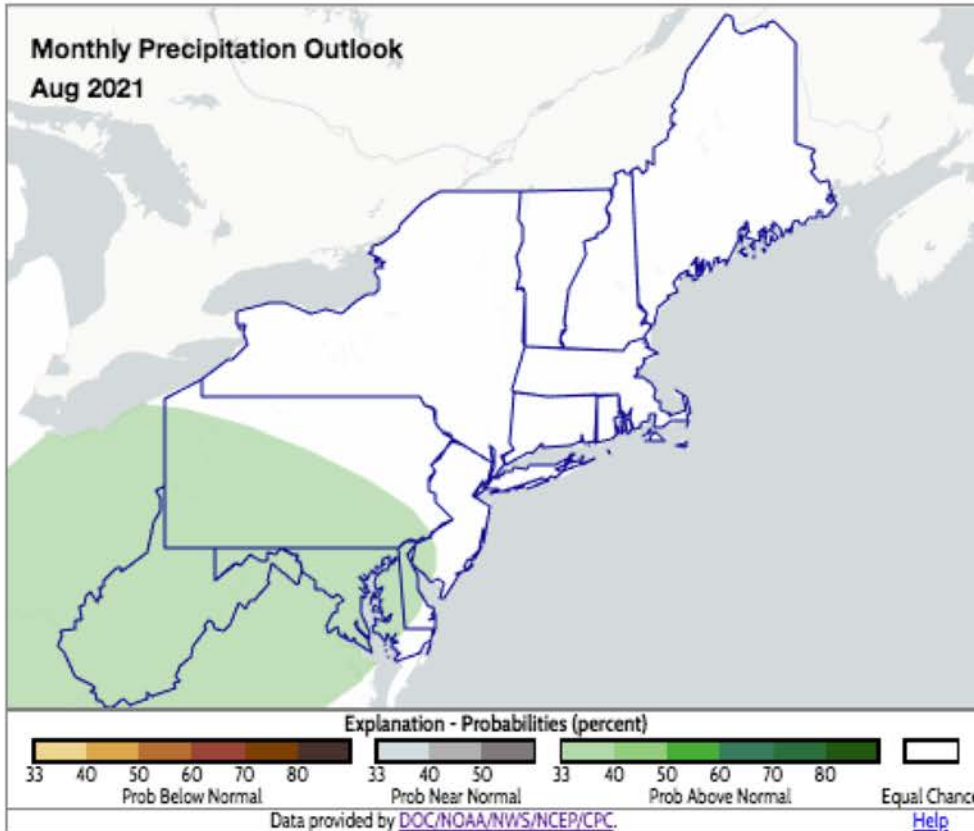 Monthly Precipitation Outlook
Aug 2021
Explanation - Probabilities (percent)
33 40 50 60 70 80 33 40 50 33 40 50 60 70 80
Prob Below Normal Prob Near Normal Prob Above Normal Equal Chance
Data provided by DOC/NOAA/NWS/NCEP/CPC. Help